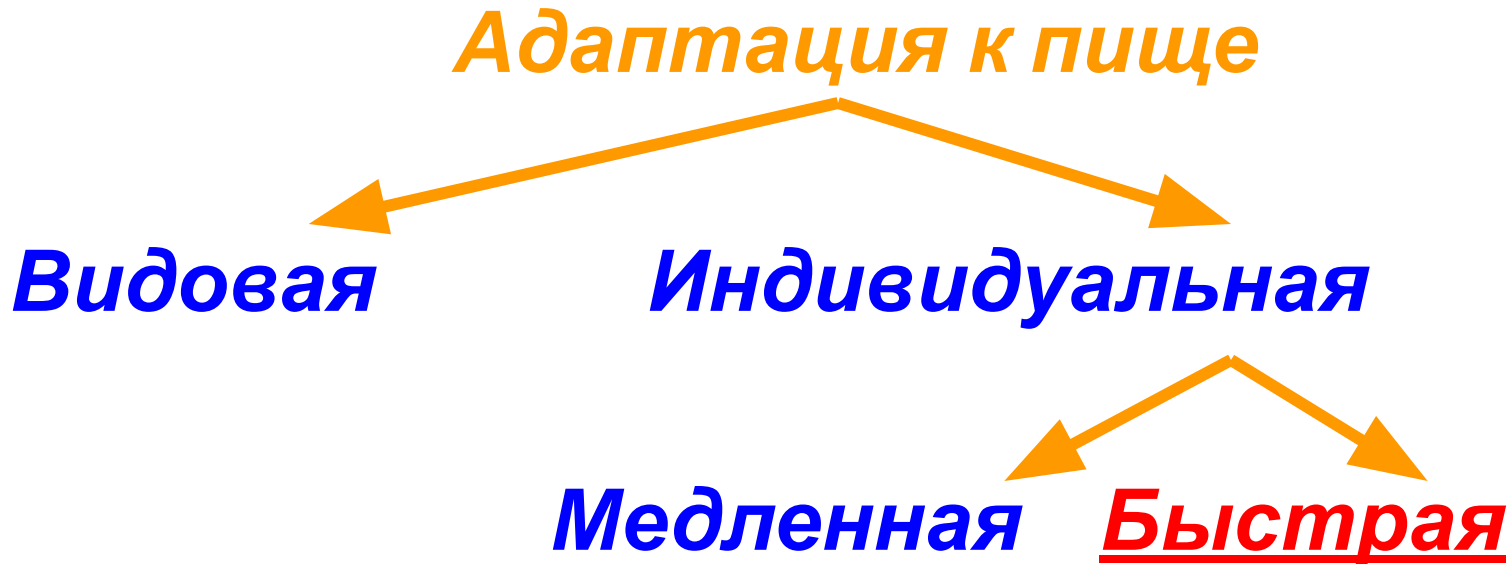 Адаптация к пище
Видовая Индивидуальная
Медленная Быстрая